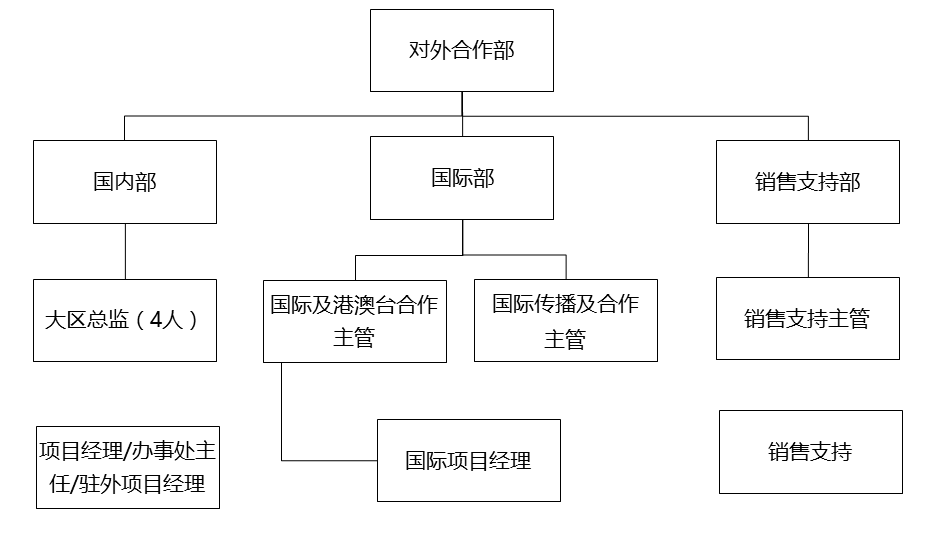 对外合作部
国内部
国际部
销售支持部
大区总监（4人）
国际及港澳台合作
主管
国际传播及合作
主管
销售支持主管
项目经理/办事处主
任/驻外项目经理
国际项目经理
销售支持